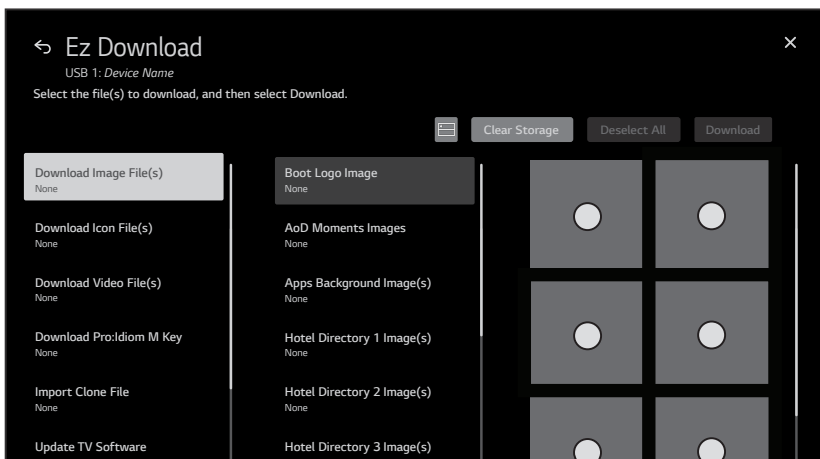 Ez Download
USB 1: Device Name
Select the file(s) to download, and then select Download.
Clear Storage
Deselect All
Download
Download Image File(s)
None
Download Icon File(s)
None
Download Video File(s)
None
Download Pro:Idiom M Key
None
Import Clone File
None
Update TV Software
Boot Logo Image
None
AoD Moments Images
None
Apps Background Image(s)
None
Hotel Directory 1 Image(s)
None
Hotel Directory 2 Image(s)
None
Hotel Directory 3 Image(s)